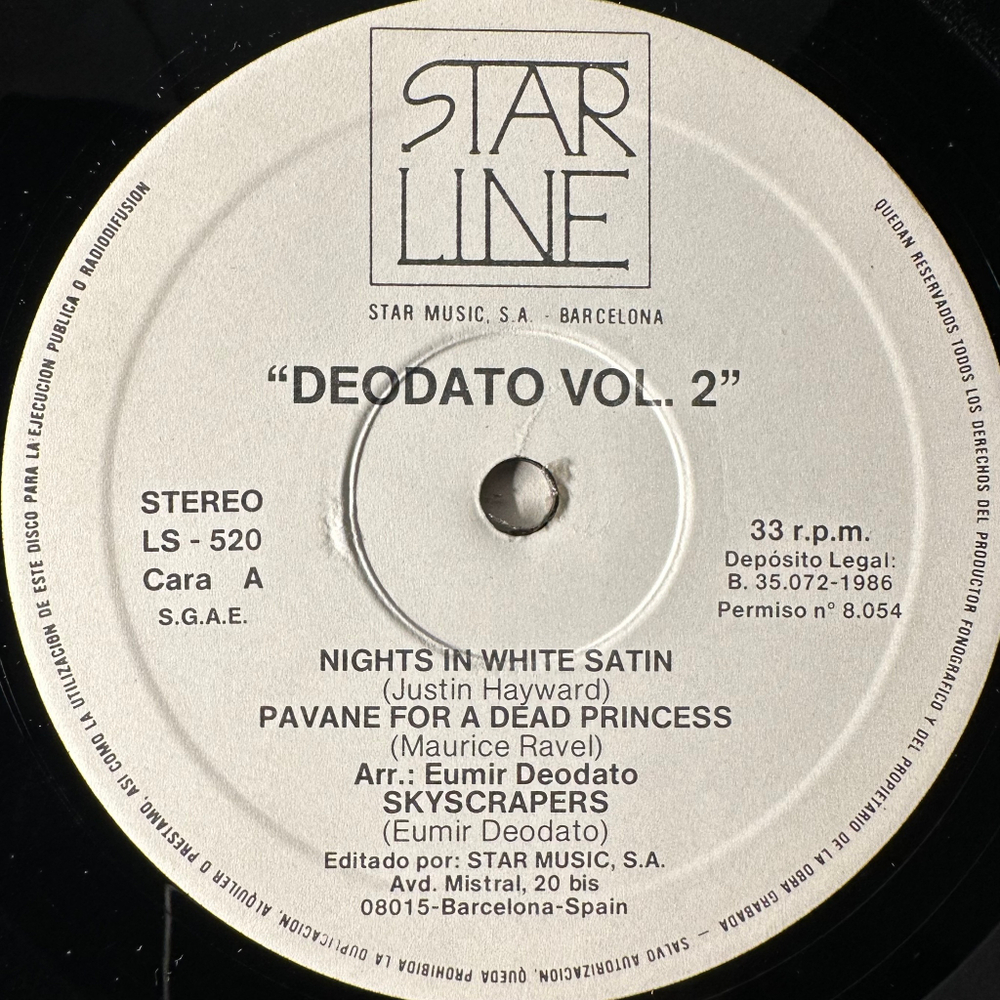 STAR
LINE
STAR MUSIC, S.A. - BARCELONA
"DEODATO VOL. 2"
STEREO
LS - 520
Cara A
S.G.A.E.
33 r.p.m.
Depósito Legal:
B. 35.072-1986
Permiso n° 8.054
NIGHTS IN WHITE SATIN
(Justin Hayward)
PAVANE FOR A DEAD PRINCESS
(Maurice Ravel)
Arr.: Eumir Deodato
SKYSCRAPERS
(Eumir Deodato)
Editado por: STAR MUSIC, S.A.
Avd. Mistral, 20 bis
08015-Barcelona-Spain
QUEDAN RESERVADOS TODOS LOS DERECHOS DEL PRODUCTOR FONOGRAFICO Y DEL PROPIETARIO DE LA OBRA GRABADA — SALVO AUTORIZACION, QUEDA PROHIBIDA LA DUPLICACION, ALQUILER O PRESTAMO, ASI COMO LA UTILIZACION DE ESTE DISCO PARA LA EJECUCION PUBLICA O RADIODIFUSION